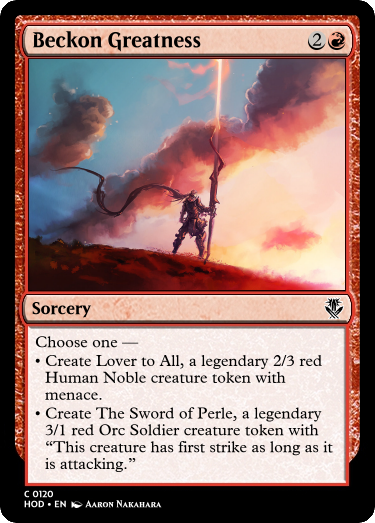 Beckon Greatness 2
Sorcery
Choose one —
• Create Lover to All, a legendary 2/3 red
Human Noble creature token with
menace.
• Create The Sword of Perle, a legendary
3/1 red Orc Soldier creature token with
“This creature has first strike as long as it
is attacking.”
C 0120
HOD • EN Aaron Nakahara